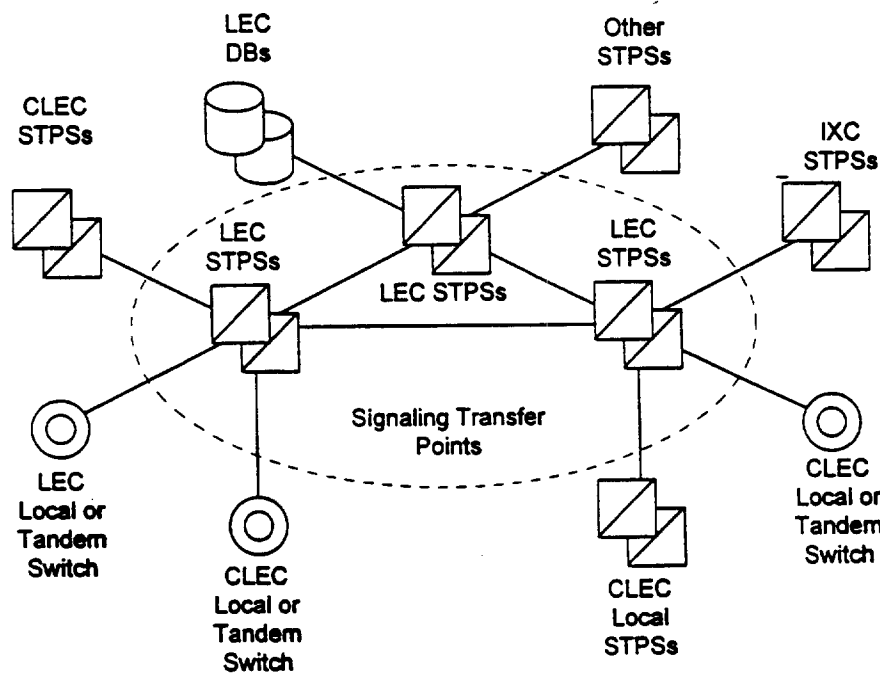 LEC
DBs
Other
STPSs
CLEC
STPSs
IXC
STPSs
LEC
STPSs
LEC
STPSs
LEC STPSs
Signaling Transfer
Points
LEC
Local or
Tandem
Switch
CLEC
Local or
Tandem
Switch
CLEC
Local
STPSs
CLEC
Local or
Tandem
Switch